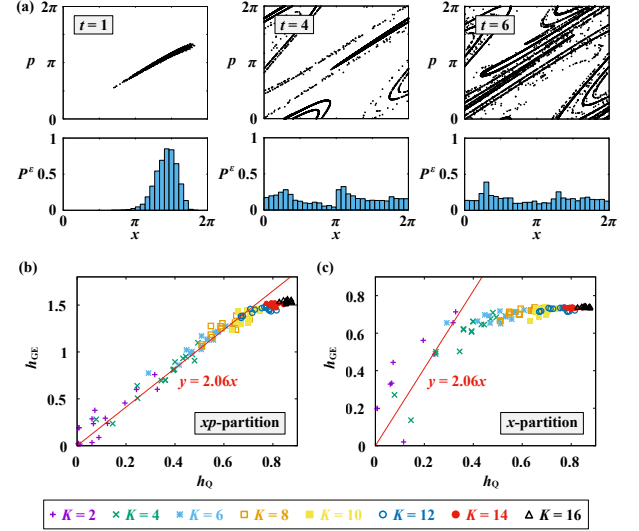 (a)
2π
t = 1
2π
t = 4
2π
t = 6
p π
p π
p π
0
0
0
1
1
1
P^ε 0.5
P^ε 0.5
P^ε 0.5
0
0
0
0 π 2π
0 π 2π
0 π 2π
x
x
x
(b)
(c)
2
1.5
h_GE 1
0.5
0
y = 2.06x
xp-partition
0 0.2 0.4 0.6 0.8
h_Q
0.8
0.6
h_GE 0.4
0.2
0
y = 2.06x
x-partition
0 0.2 0.4 0.6 0.8
h_Q
K = 2 K = 4 K = 6 K = 8 K = 10 K = 12 K = 14 K = 16